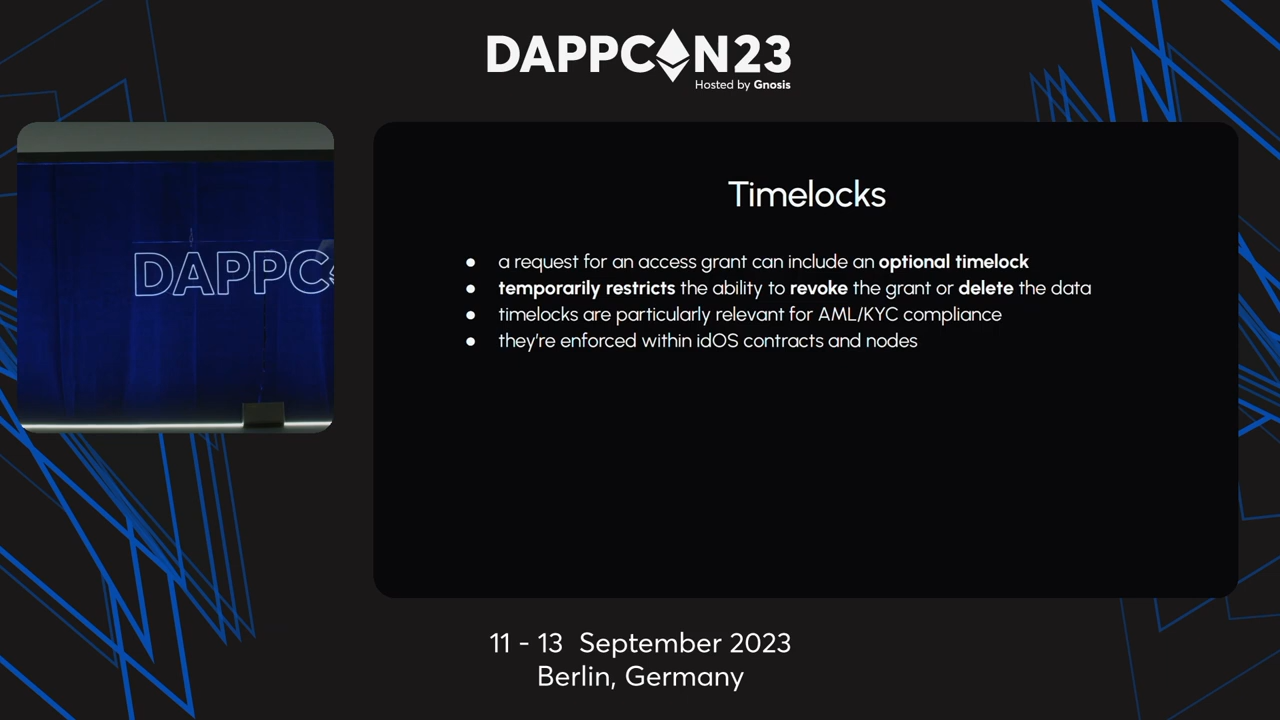 DAPPCON23
Hosted by Gnosis
DAPPC
Timelocks
● a request for an access grant can include an optional timelock
● temporarily restricts the ability to revoke the grant or delete the data
● timelocks are particularly relevant for AML/KYC compliance
● they're enforced within idOS contracts and nodes
11 - 13 September 2023
Berlin, Germany